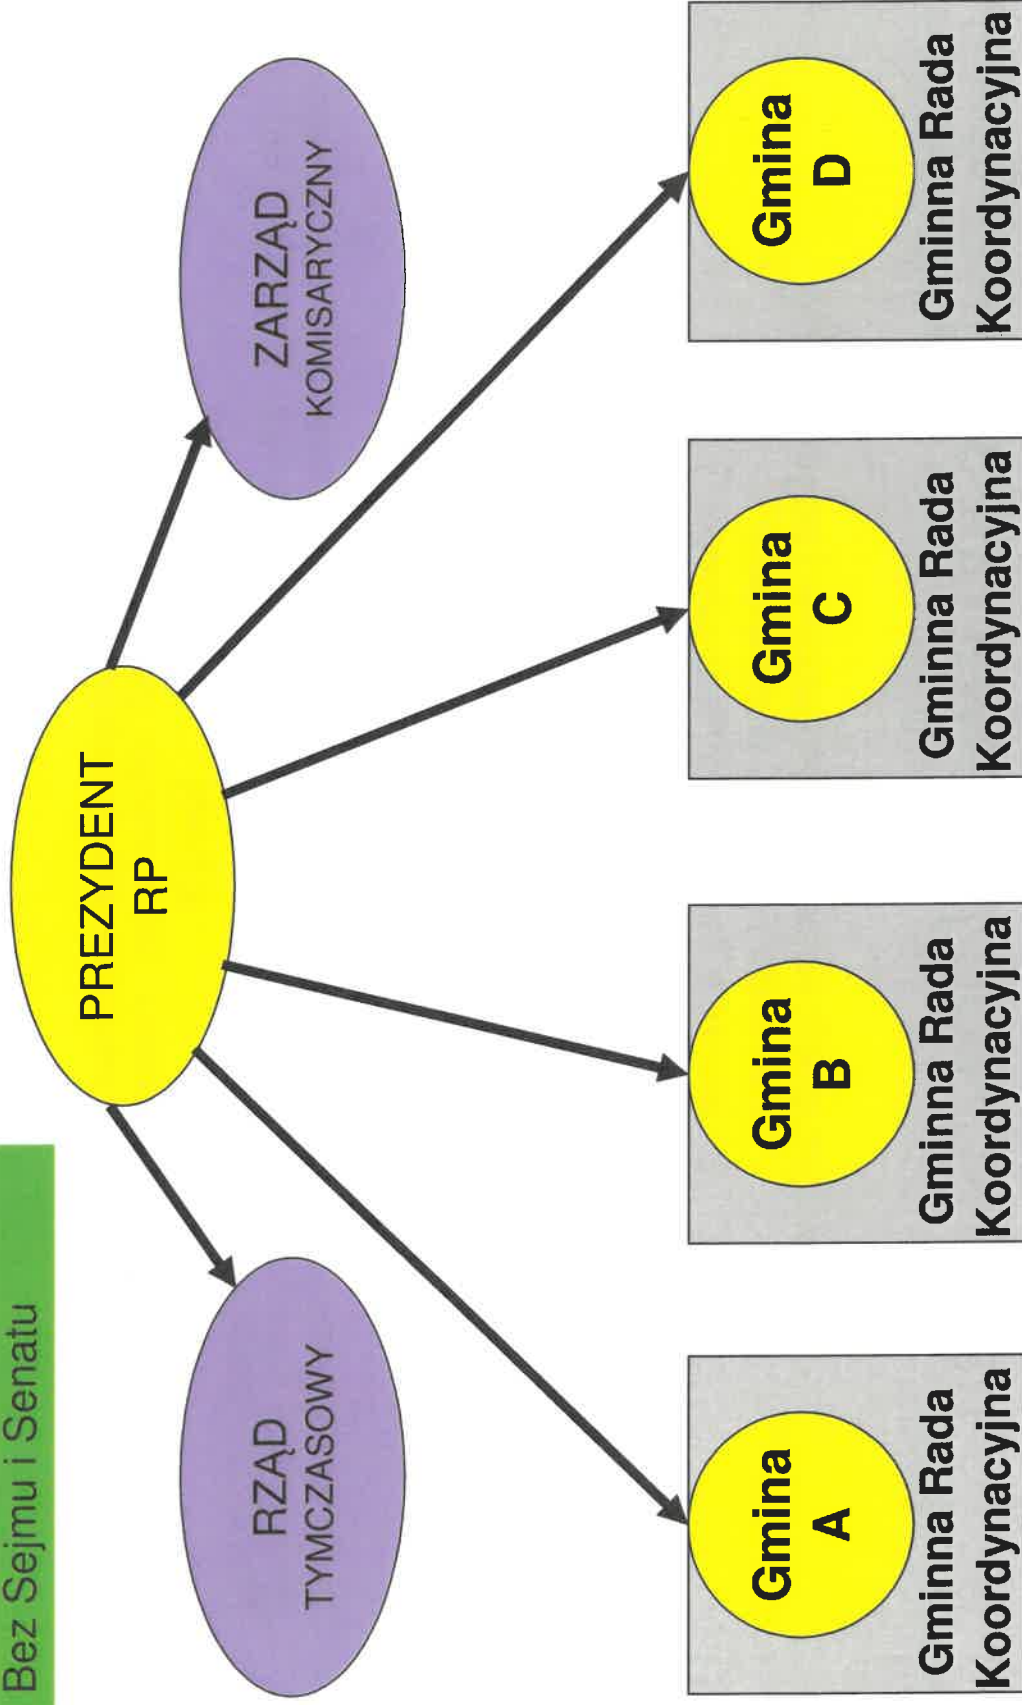 Bez Sejmu i Senatu
PREZYDENT
RP
RZĄD
TYMCZASOWY
ZARZĄD
KOMISARYCZNY
Gmina
A
Gminna Rada
Koordynacyjna
Gmina
B
Gminna Rada
Koordynacyjna
Gmina
C
Gminna Rada
Koordynacyjna
Gmina
D
Gminna Rada
Koordynacyjna